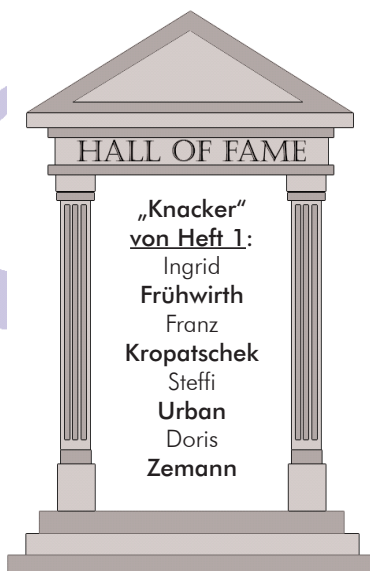 HALL OF FAME
„Knacker“
von Heft 1:
Ingrid
Frühwirth
Franz
Kropatschek
Steffi
Urban
Doris
Zemann